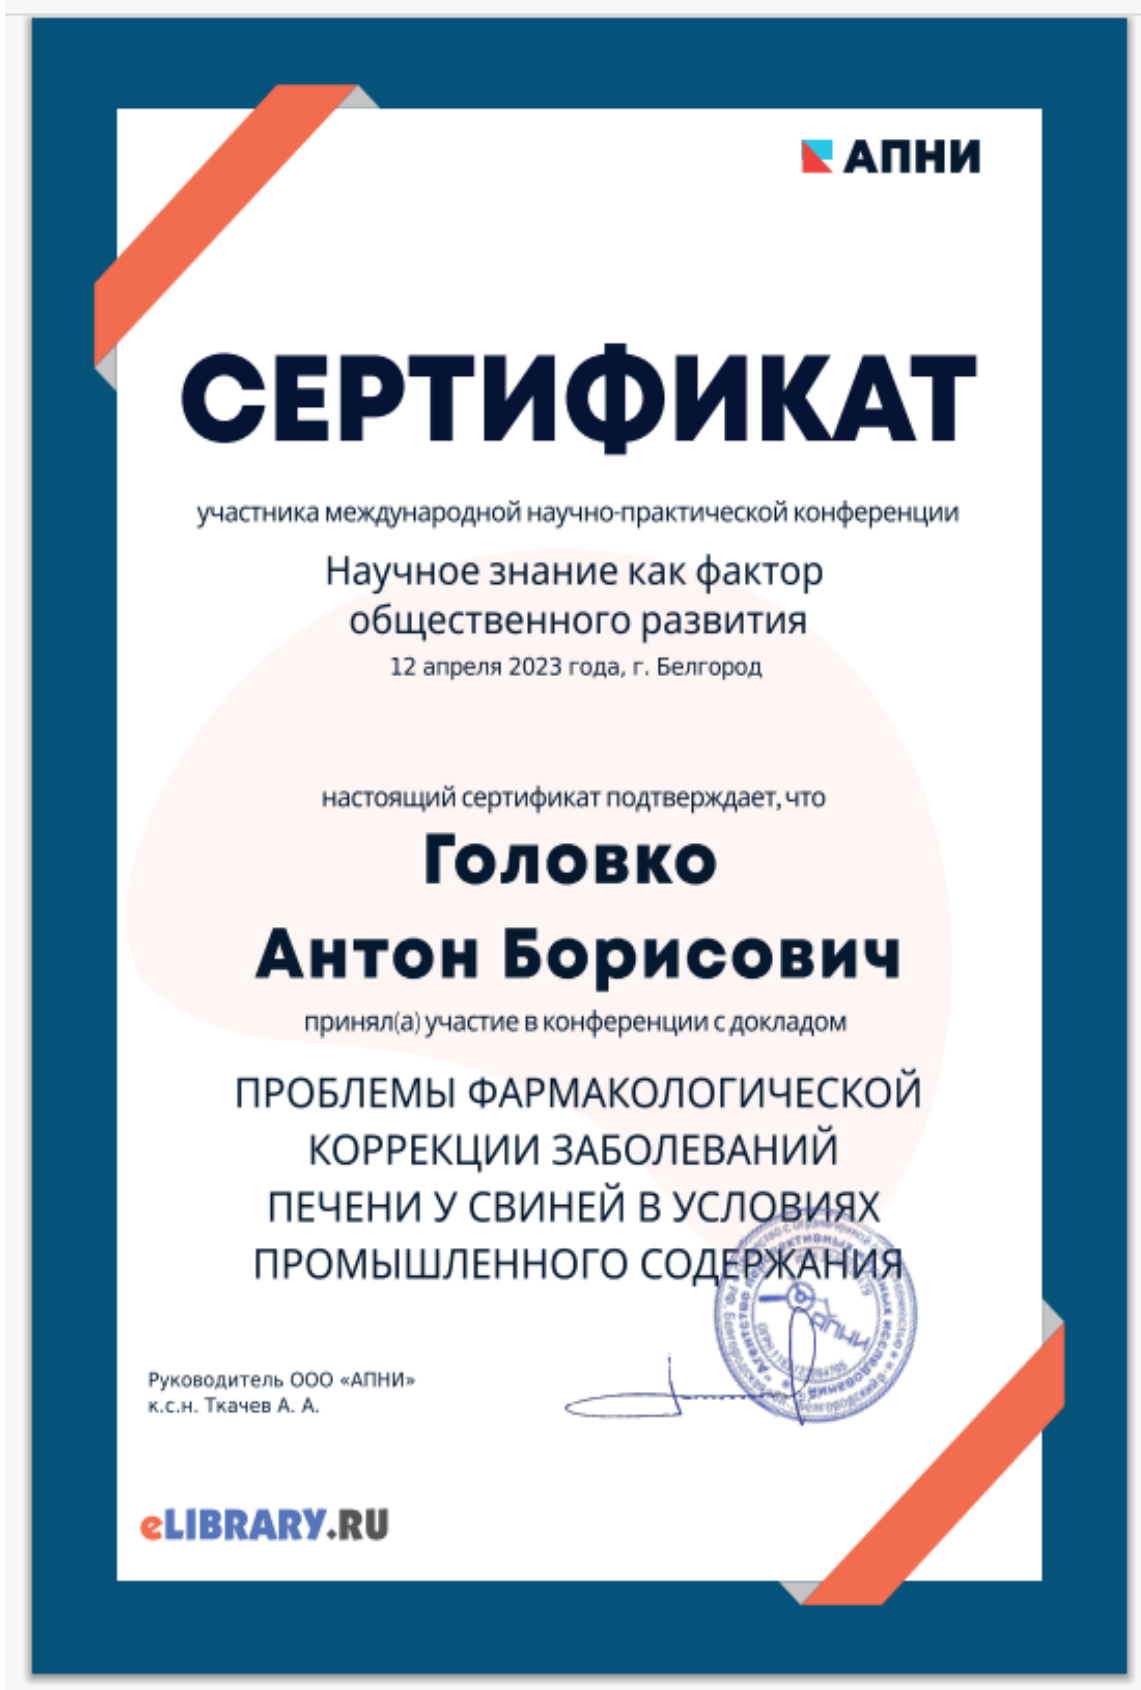 АПНИ
СЕРТИФИКАТ
участника международной научно-практической конференции
Научное знание как фактор
общественного развития
12 апреля 2023 года, г. Белгород
настоящий сертификат подтверждает, что
Головко
Антон Борисович
принял(а) участие в конференции с докладом
ПРОБЛЕМЫ ФАРМАКОЛОГИЧЕСКОЙ
КОРРЕКЦИИ ЗАБОЛЕВАНИЙ
ПЕЧЕНИ У СВИНЕЙ В УСЛОВИЯХ
ПРОМЫШЛЕННОГО СОДЕРЖАНИЯ
АПНИ
Руководитель ООО «АПНИ»
к.с.н. Ткачев А. А.
eLIBRARY.RU